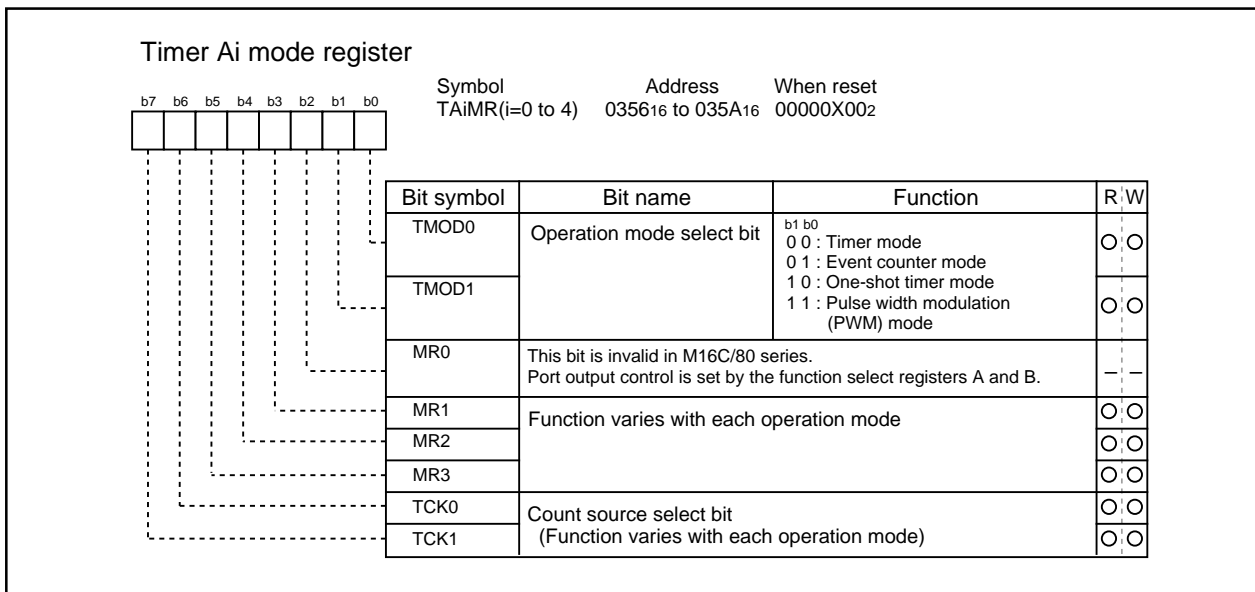 Timer Ai mode register
Symbol Address When reset
TAiMR(i=0 to 4) 035616 to 035A16 00000X002
b7 b6 b5 b4 b3 b2 b1 b0
Bit symbol Bit name Function R W
TMOD0 Operation mode select bit b1 b0
0 0 : Timer mode
0 1 : Event counter mode
1 0 : One-shot timer mode
TMOD1 1 1 : Pulse width modulation
(PWM) mode
MR0 This bit is invalid in M16C/80 series.
Port output control is set by the function select registers A and B. – –
MR1 Function varies with each operation mode
MR2
MR3
TCK0 Count source select bit
TCK1 (Function varies with each operation mode)